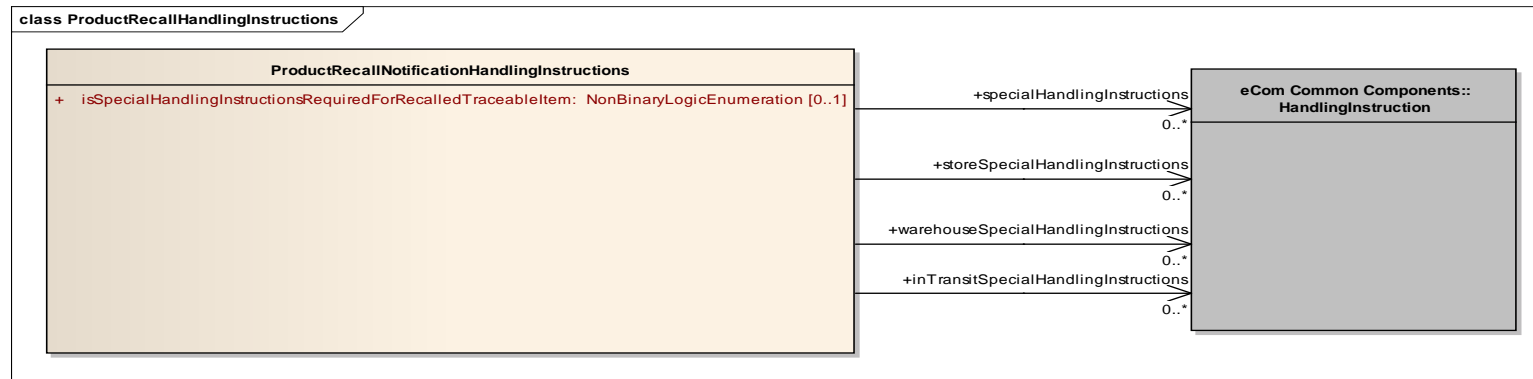 class ProductRecallHandlingInstructions
ProductRecallNotificationHandlingInstructions
+ isSpecialHandlingInstructionsRequiredForRecalledTraceableItem: NonBinaryLogicEnumeration [0..1]
+specialHandlingInstructions
0..*
+storeSpecialHandlingInstructions
0..*
+warehouseSpecialHandlingInstructions
0..*
+inTransitSpecialHandlingInstructions
0..*
eCom Common Components::
HandlingInstruction